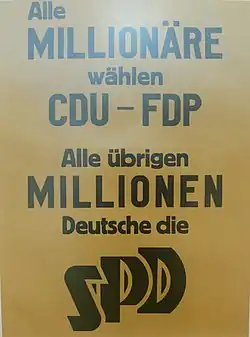 Alle
MILLIONÄRE
wählen
CDU – FDP
Alle übrigen
MILLIONEN
Deutsche die
SPD